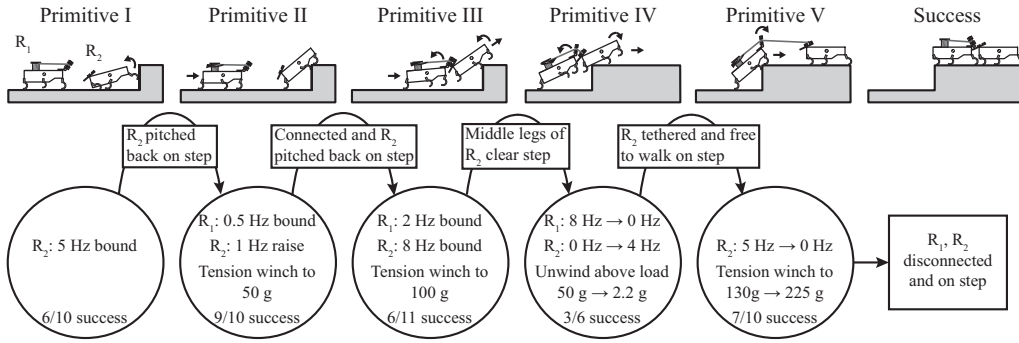 Primitive I
Primitive II
Primitive III
Primitive IV
Primitive V
Success
R₁
R₂
R₂ pitched
back on step
Connected and R₂
pitched back on step
Middle legs of
R₂ clear step
R₂ tethered and free
to walk on step
R₂: 5 Hz bound
6/10 success
R₁: 0.5 Hz bound
R₂: 1 Hz raise
Tension winch to
50 g
9/10 success
R₁: 2 Hz bound
R₂: 8 Hz bound
Tension winch to
100 g
6/11 success
R₁: 8 Hz → 0 Hz
R₂: 0 Hz → 4 Hz
Unwind above load
50 g → 2.2 g
3/6 success
R₂: 5 Hz → 0 Hz
Tension winch to
130g → 225 g
7/10 success
R₁, R₂
disconnected
and on step